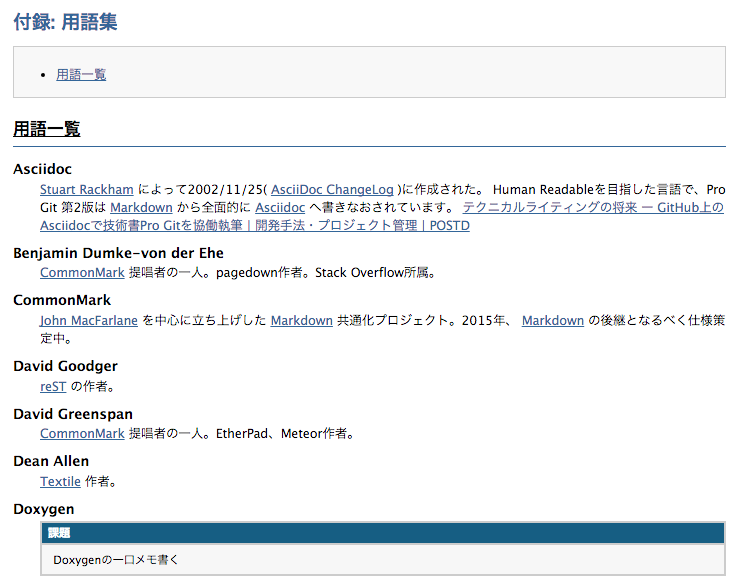 付録: 用語集
用語一覧
用語一覧
Asciidoc
Stuart Rackham によって2002/11/25( AsciiDoc ChangeLog )に作成された。 Human Readableを目指した言語で、Pro
Git 第2版は Markdown から全面的に Asciidoc へ書きなおされています。 テクニカルライティングの将来 ー GitHub上の
Asciidocで技術書Pro Gitを協働執筆 | 開発手法・プロジェクト管理 | POSTD
Benjamin Dumke-von der Ehe
CommonMark 提唱者の一人。pagedown作者。Stack Overflow所属。
CommonMark
John MacFarlane を中心に立ち上げした Markdown 共通化プロジェクト。2015年、 Markdown の後継となるべく仕様策
定中。
David Goodger
reST の作者。
David Greenspan
CommonMark 提唱者の一人。EtherPad、Meteor作者。
Dean Allen
Textile 作者。
Doxygen
課題
Doxygenの一口メモ書く